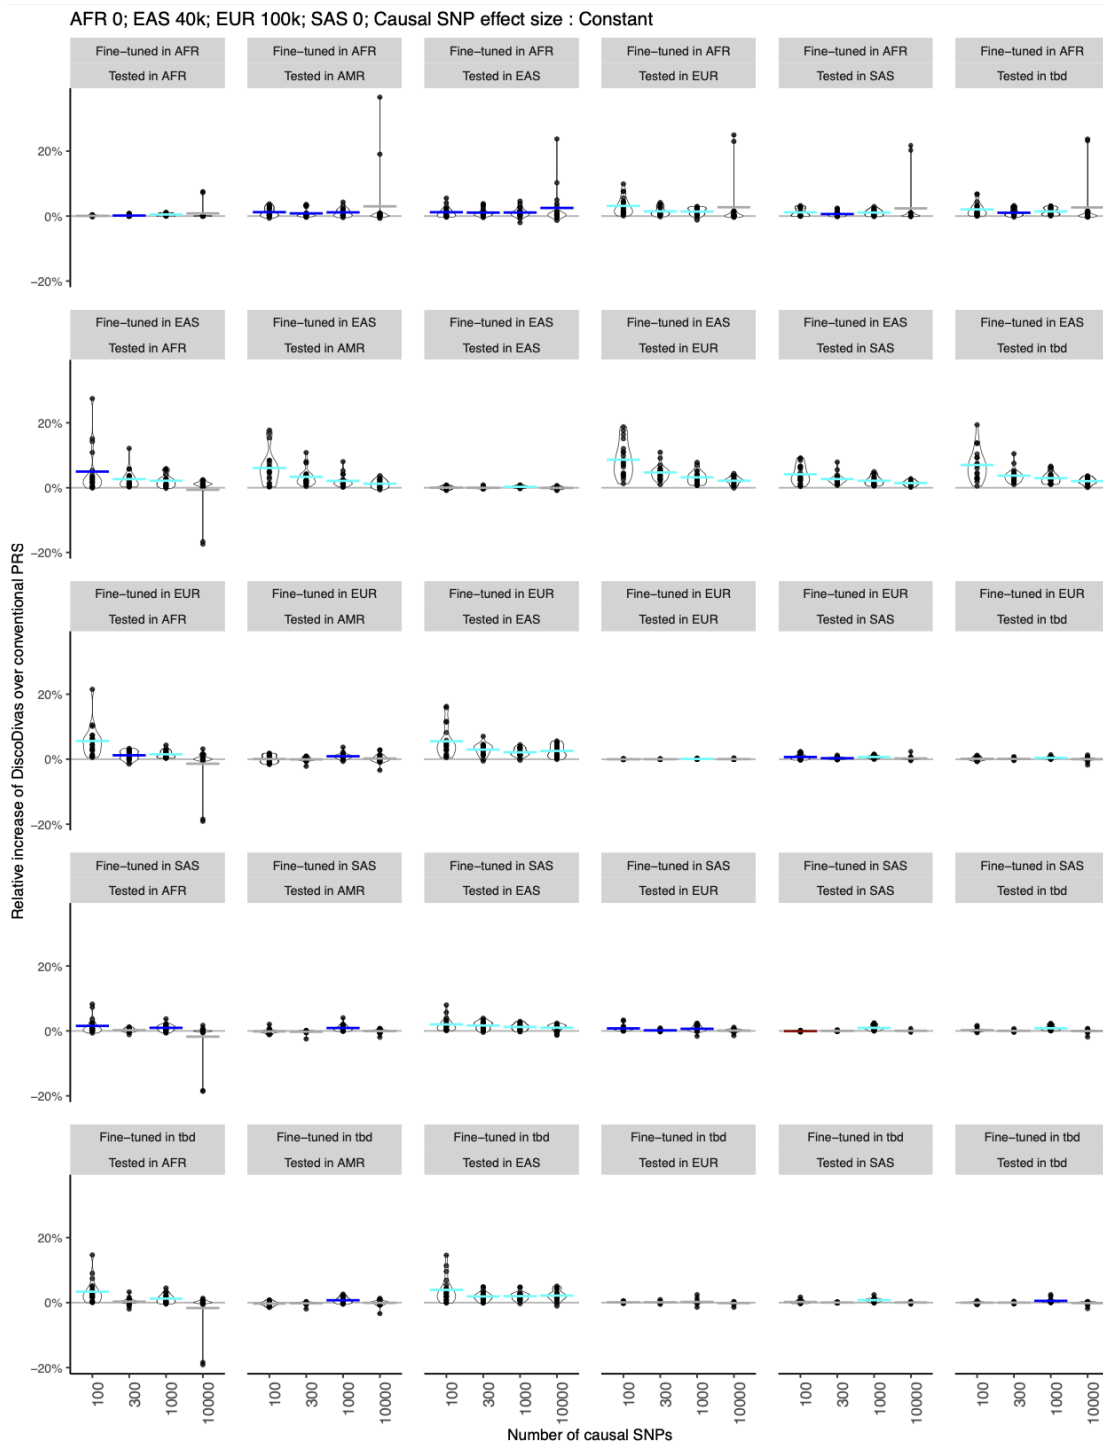 AFR 0; EAS 40k; EUR 100k; SAS 0; Causal SNP effect size : Constant
Fine−tuned in AFR Fine−tuned in AFR Fine−tuned in AFR Fine−tuned in AFR Fine−tuned in AFR Fine−tuned in AFR
Tested in AFR Tested in AMR Tested in EAS Tested in EUR Tested in SAS Tested in tbd
20%
0%
−20%
Fine−tuned in EAS Fine−tuned in EAS Fine−tuned in EAS Fine−tuned in EAS Fine−tuned in EAS Fine−tuned in EAS
Tested in AFR Tested in AMR Tested in EAS Tested in EUR Tested in SAS Tested in tbd
20%
0%
−20%
Relative increase of DiscoDivas over conventional PRS
Fine−tuned in EUR Fine−tuned in EUR Fine−tuned in EUR Fine−tuned in EUR Fine−tuned in EUR Fine−tuned in EUR
Tested in AFR Tested in AMR Tested in EAS Tested in EUR Tested in SAS Tested in tbd
20%
0%
−20%
Fine−tuned in SAS Fine−tuned in SAS Fine−tuned in SAS Fine−tuned in SAS Fine−tuned in SAS Fine−tuned in SAS
Tested in AFR Tested in AMR Tested in EAS Tested in EUR Tested in SAS Tested in tbd
20%
0%
−20%
Fine−tuned in tbd Fine−tuned in tbd Fine−tuned in tbd Fine−tuned in tbd Fine−tuned in tbd Fine−tuned in tbd
Tested in AFR Tested in AMR Tested in EAS Tested in EUR Tested in SAS Tested in tbd
20%
0%
−20%
100 300 1000 10000 100 300 1000 10000 100 300 1000 10000 100 300 1000 10000 100 300 1000 10000 100 300 1000 10000
Number of causal SNPs